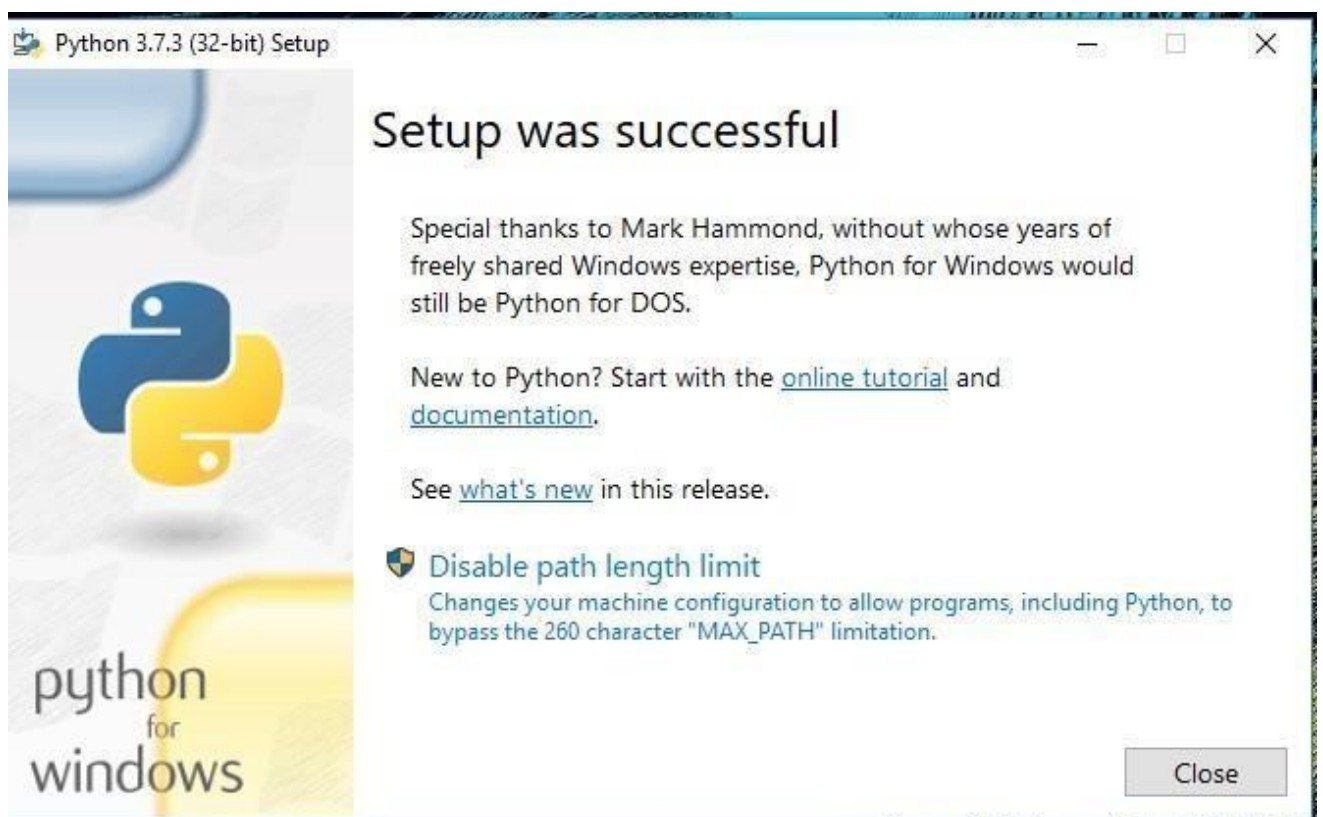 Python 3.7.3 (32-bit) Setup
Setup was successful
Special thanks to Mark Hammond, without whose years of
freely shared Windows expertise, Python for Windows would
still be Python for DOS.
New to Python? Start with the online tutorial and
documentation.
See what's new in this release.
Disable path length limit
Changes your machine configuration to allow programs, including Python, to
bypass the 260 character "MAX_PATH" limitation.
python
for
windows
Close